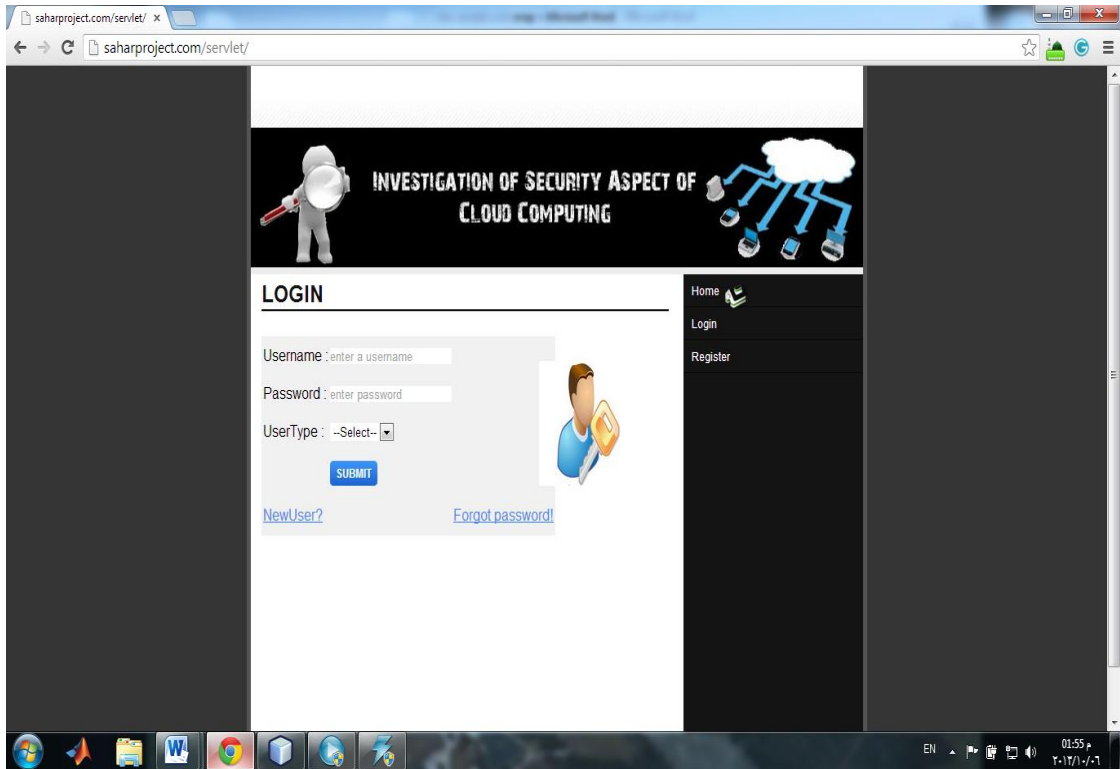 saharproject.com/servlet/
saharproject.com/servlet/
INVESTIGATION OF SECURITY ASPECT OF
CLOUD COMPUTING
LOGIN
Username : enter a username
Password : enter password
UserType : --Select--
SUBMIT
NewUser?
Forgot password!
Home
Login
Register
EN
01:55 م
٢٠١٣/١٠/٠٦